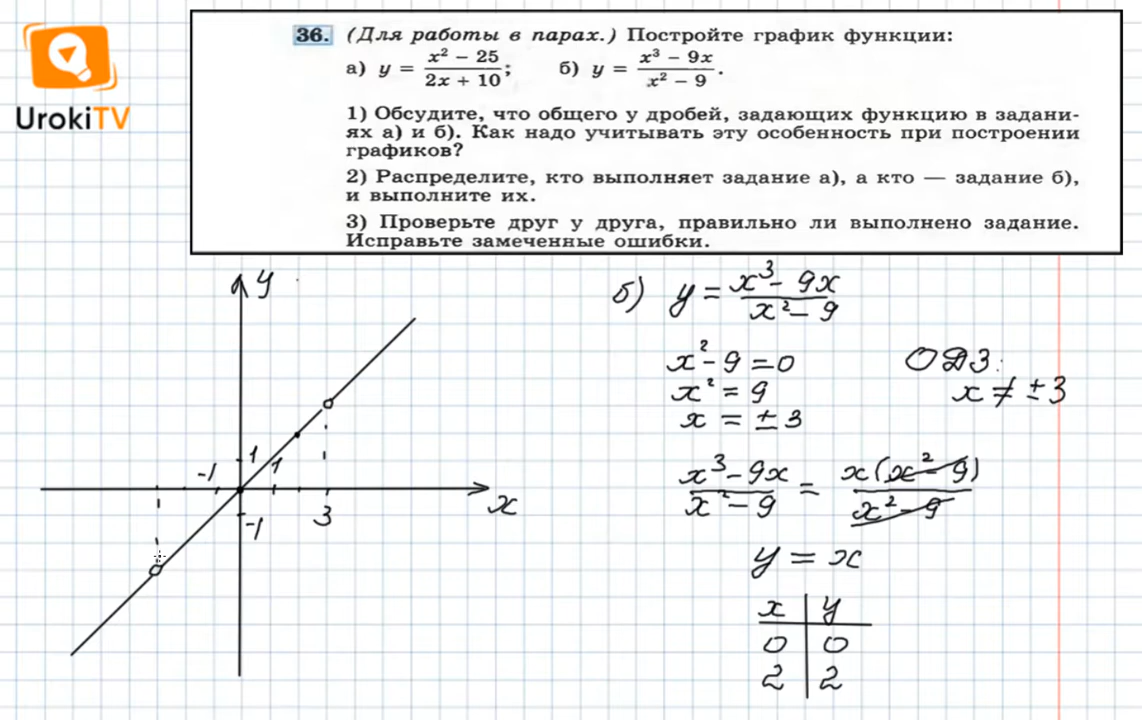 UrokiTV
36. (Для работы в парах.) Постройте график функции:
а) y = (x² − 25)/(2x + 10); б) y = (x³ − 9x)/(x² − 9).
1) Обсудите, что общего у дробей, задающих функцию в задани-
ях а) и б). Как надо учитывать эту особенность при построении
графиков?
2) Распределите, кто выполняет задание а), а кто — задание б),
и выполните их.
3) Проверьте друг у друга, правильно ли выполнено задание.
Исправьте замеченные ошибки.
y
1
-1 1
3 x
-1
б) y = (x³ − 9x)/(x² − 9)
x² − 9 = 0 ОДЗ:
x² = 9 x ≠ ±3
x = ±3
(x³ − 9x)/(x² − 9) = x(x² − 9)/(x² − 9)
y = x
x y
0 0
2 2